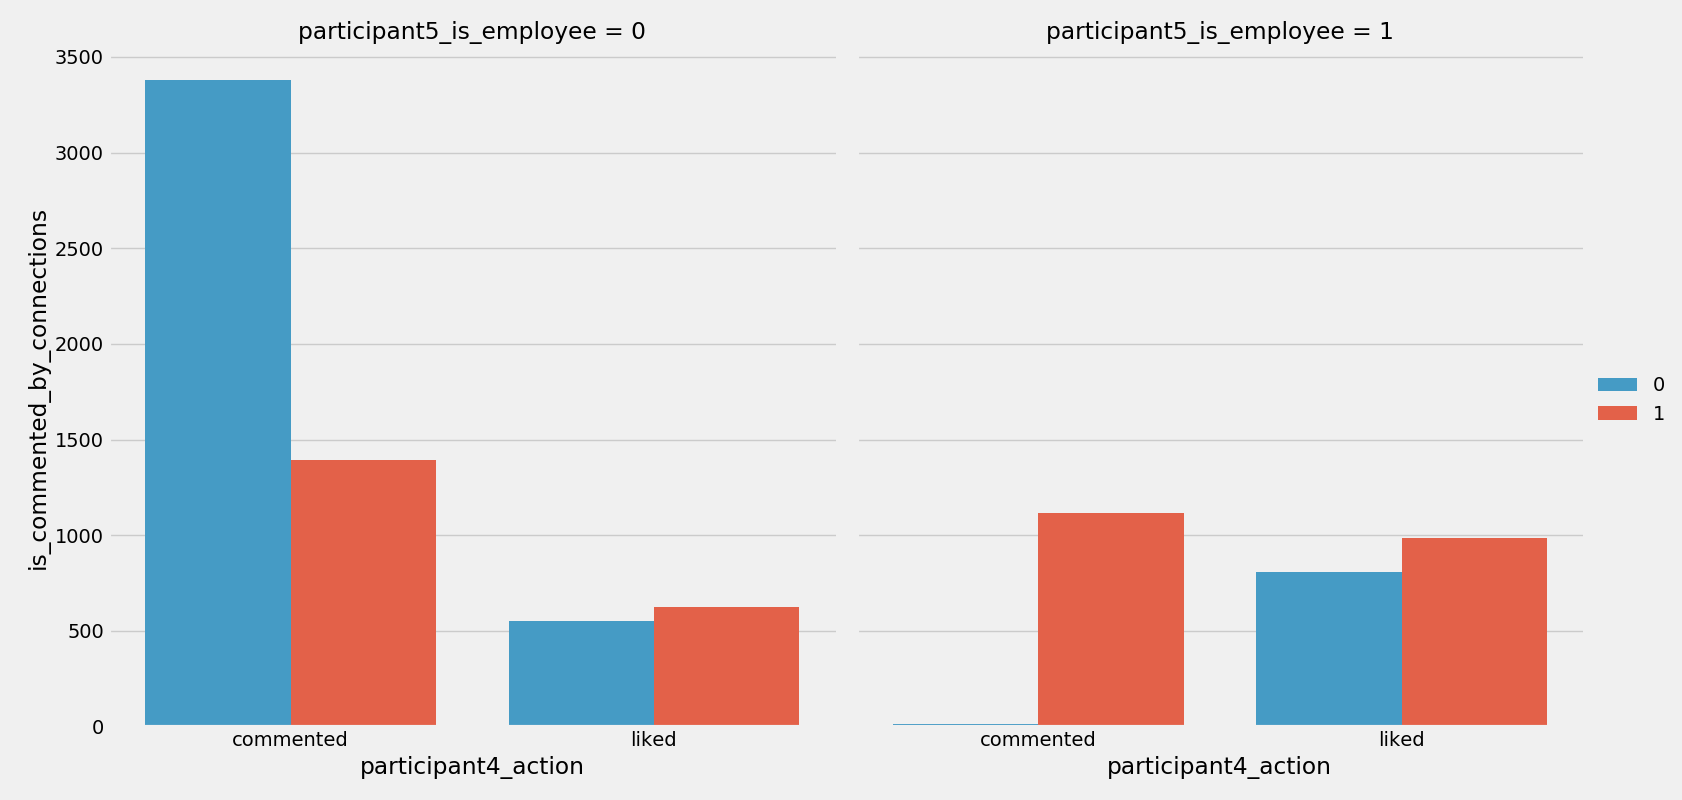 participant5_is_employee = 0
participant5_is_employee = 1
3500
3000
2500
2000
1500
1000
500
0
is_commented_by_connections
commented
liked
commented
liked
participant4_action
participant4_action
0
1